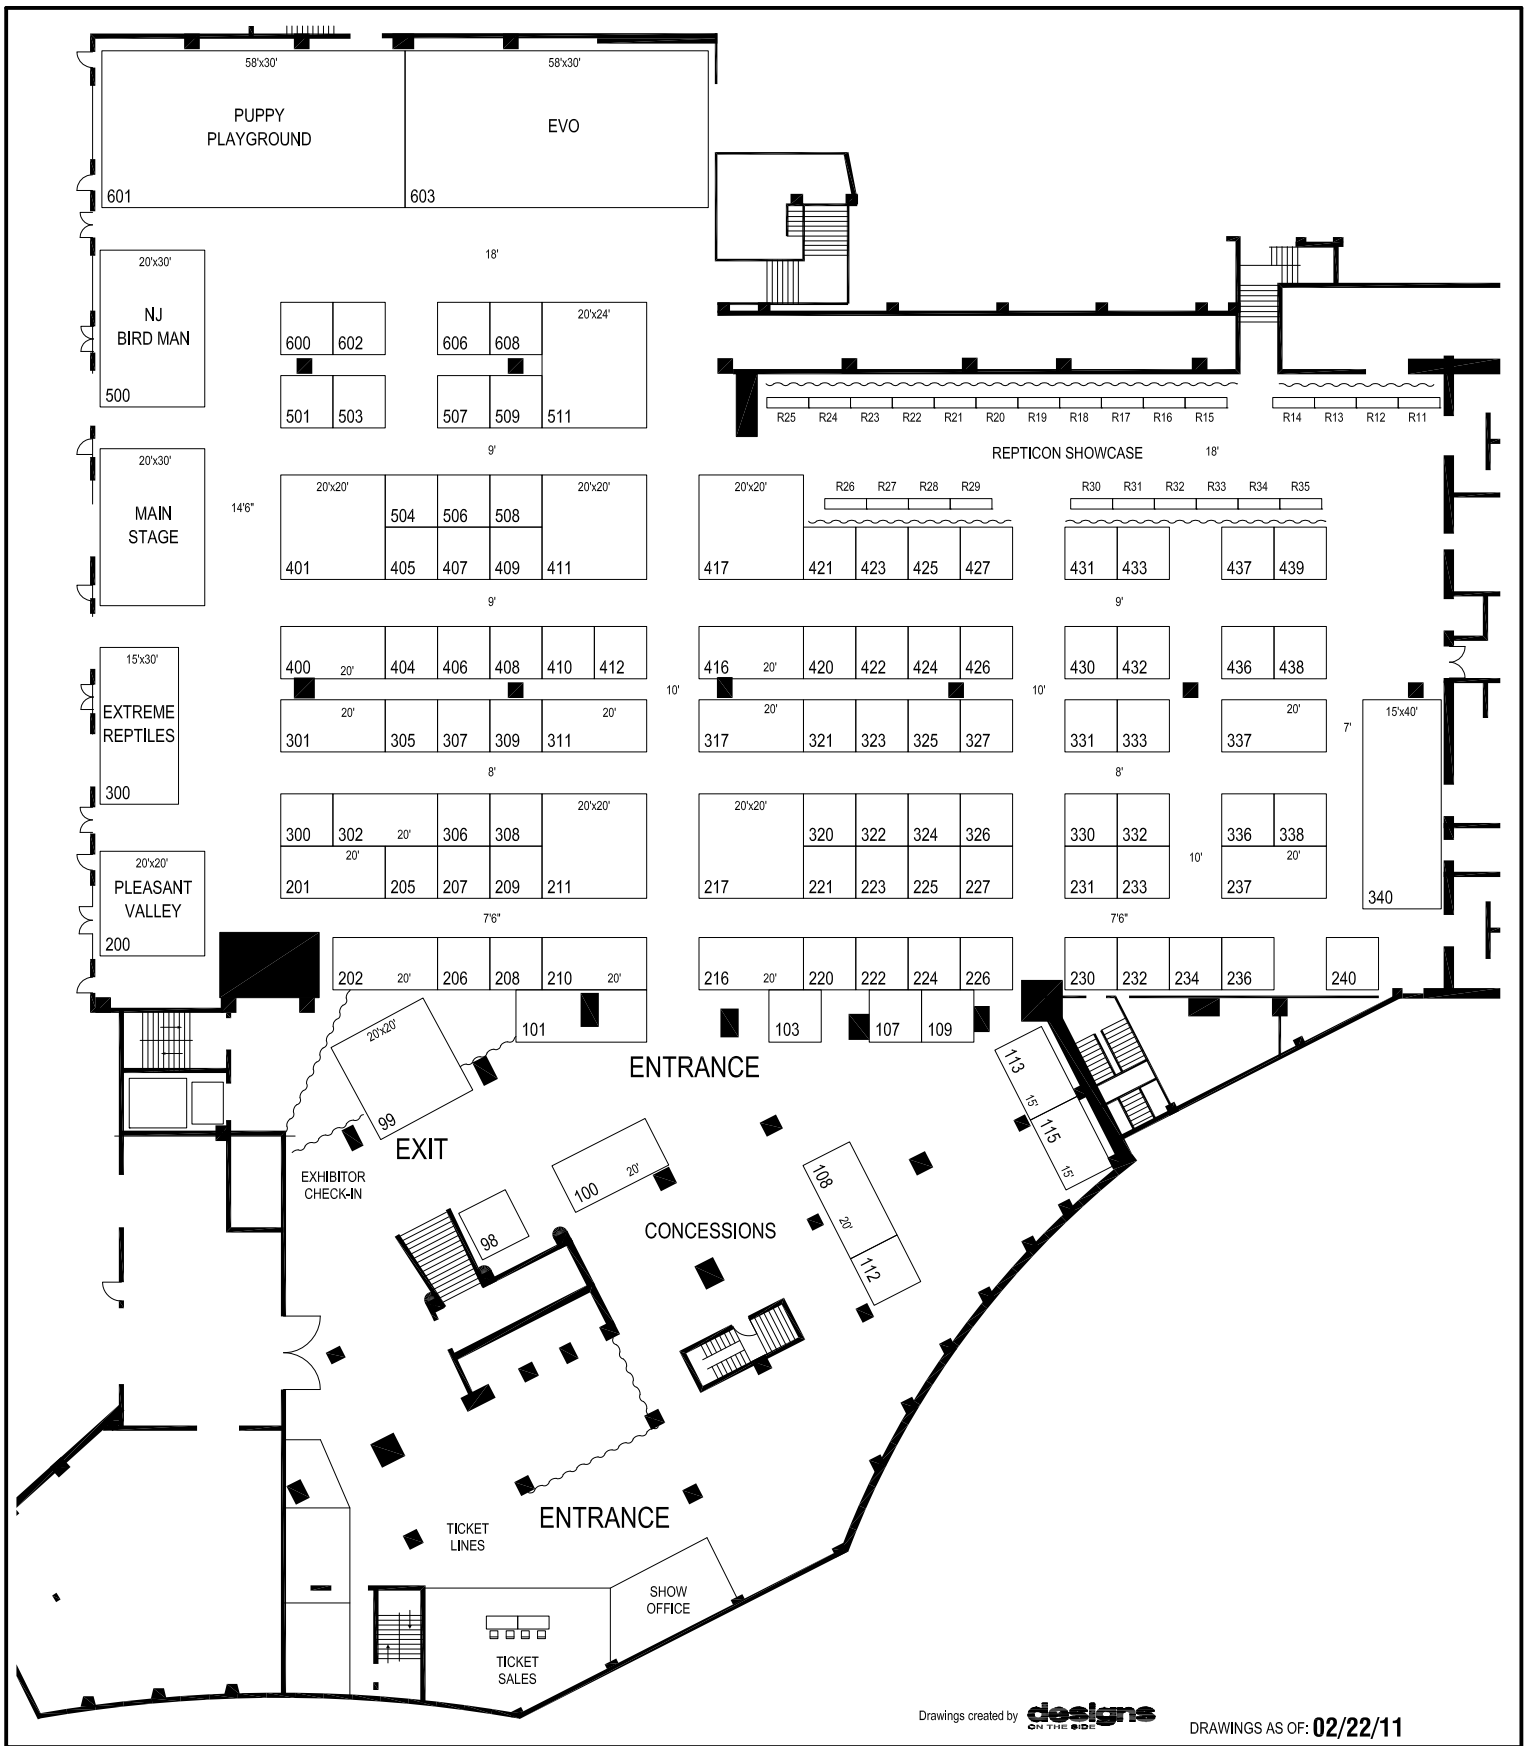 58'x30'
58'x30'
PUPPY
PLAYGROUND
EVO
601
603
18'
20'x30'
NJ
BIRD MAN
500
600
602
606
608
20'x24'
501
503
507
509
511
R25
R24
R23
R22
R21
R20
R19
R18
R17
R16
R15
R14
R13
R12
R11
9'
REPTICON SHOWCASE
18'
20'x30'
MAIN
STAGE
14'6"
20'x20'
504
506
508
20'x20'
20'x20'
R26
R27
R28
R29
R30
R31
R32
R33
R34
R35
401
405
407
409
411
417
421
423
425
427
431
433
437
439
9'
9'
400
20'
404
406
408
410
412
416
20'
420
422
424
426
430
432
436
438
10'
10'
15'x30'
EXTREME
REPTILES
300
20'
301
305
307
309
20'
311
20'
317
321
323
325
327
331
333
20'
337
7'
15'x40'
340
8'
8'
300
302
20'
306
308
20'x20'
20'x20'
320
322
324
326
330
332
336
338
20'
201
205
207
209
211
217
221
223
225
227
231
233
10'
20'
237
20'x20'
PLEASANT
VALLEY
200
7'6"
7'6"
202
20'
206
208
210
20'
216
20'
220
222
224
226
230
232
234
236
240
20'x20'
99
101
103
107
109
113
15'
115
15'
ENTRANCE
EXIT
EXHIBITOR
CHECK-IN
100
20'
98
CONCESSIONS
108
20'
112
ENTRANCE
TICKET
LINES
SHOW
OFFICE
TICKET
SALES
Drawings created by designs
ON THE SIDE
DRAWINGS AS OF: 02/22/11